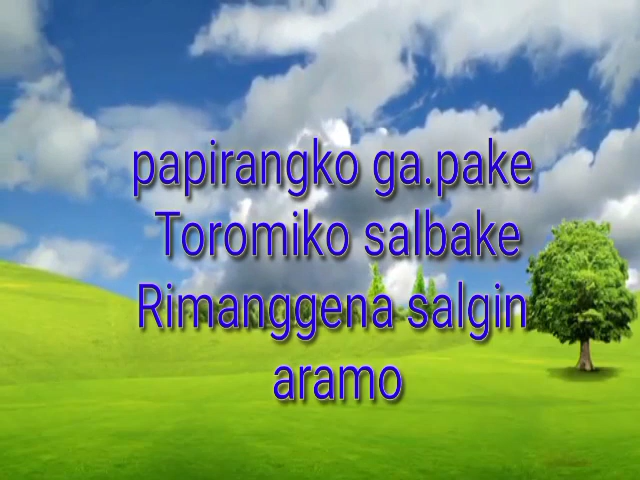 papirangko ga.pake
Toromiko salbake
Rimanggena salgin
aramo